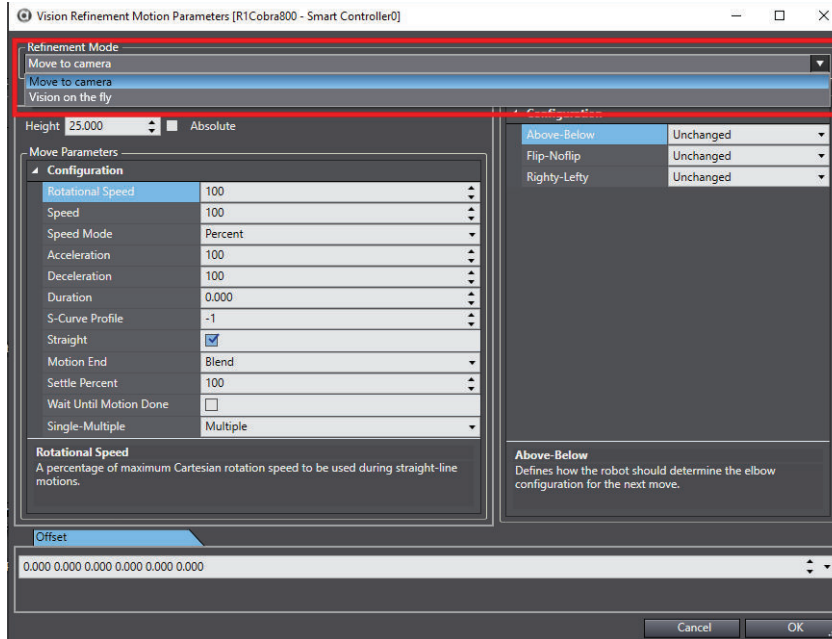 Vision Refinement Motion Parameters [R1Cobra800 - Smart Controller0]
Refinement Mode
Move to camera
Move to camera
Vision on the fly
Height 25.000 Absolute
Move Parameters
Configuration
Rotational Speed 100
Speed 100
Speed Mode Percent
Acceleration 100
Deceleration 100
Duration 0.000
S-Curve Profile -1
Straight
Motion End Blend
Settle Percent 100
Wait Until Motion Done
Single-Multiple Multiple
Rotational Speed
A percentage of maximum Cartesian rotation speed to be used during straight-line
motions.
Configuration
Above-Below Unchanged
Flip-Noflip Unchanged
Righty-Lefty Unchanged
Above-Below
Defines how the robot should determine the elbow
configuration for the next move.
Offset
0.000 0.000 0.000 0.000 0.000 0.000
Cancel OK